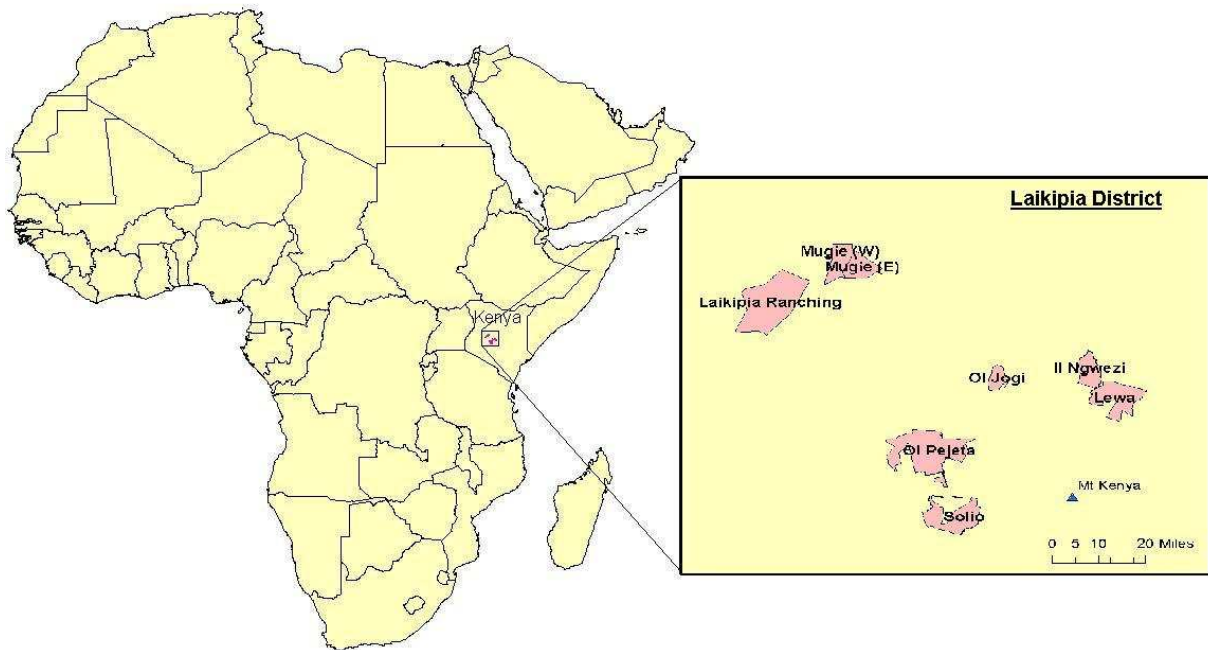 Laikipia District
Mugie (W)
Mugie (E)
Laikipia Ranching
Kenya
Ol Jogi
Il Ngwezi
Lewa
Ol Pejeta
Mt Kenya
Solio
0 5 10 20 Miles